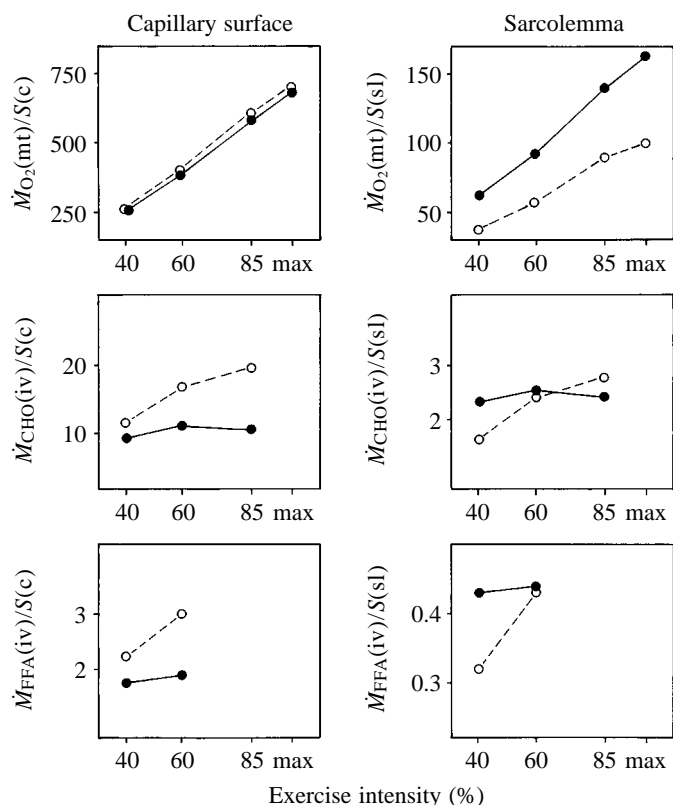 Capillary surface
Sarcolemma
ṀO₂(mt)/S(c)
750
500
250
40 60 85 max
ṀO₂(mt)/S(sl)
150
100
50
40 60 85 max
ṀCHO(iv)/S(c)
20
10
40 60 85 max
ṀCHO(iv)/S(sl)
3
2
40 60 85 max
ṀFFA(iv)/S(c)
3
2
40 60 85 max
ṀFFA(iv)/S(sl)
0.4
0.3
40 60 85 max
Exercise intensity (%)